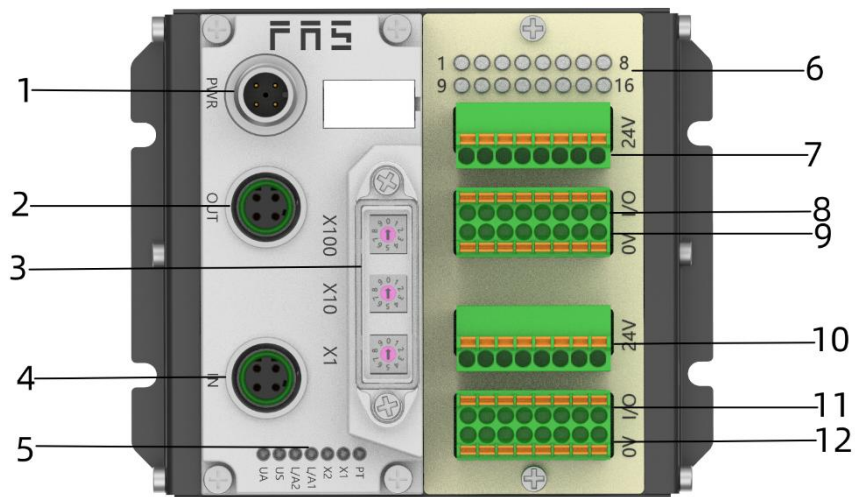 FAS
1
PWR
1 8
9 16
6
24V
7
2
OUT
X100
I/O
8
0V
9
3
X10
24V
10
X1
4
IN
I/O
11
0V
12
5
UA US L/A2 L/A1 X2 X1 PT